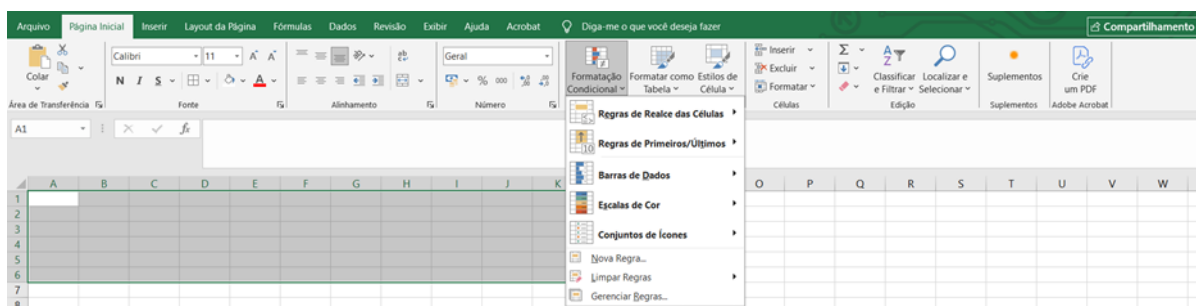 Arquivo Página Inicial Inserir Layout da Página Fórmulas Dados Revisão Exibir Ajuda Acrobat Diga-me o que você deseja fazer Compartilhamento
Colar
Área de Transferência
Calibri 11
N I S A
Fonte
ab
Alinhamento
Geral
% 000
Número
Formatação Condicional
Formatar como Tabela
Estilos de Célula
Inserir
Excluir
Formatar
Células
Classificar e Filtrar
Localizar e Selecionar
Edição
Suplementos
Suplementos
Crie um PDF
Adobe Acrobat
A1 fx
Regras de Realce das Células
Regras de Primeiros/Últimos
Barras de Dados
Escalas de Cor
Conjuntos de Ícones
Nova Regra...
Limpar Regras
Gerenciar Regras...
A B C D E F G H I J K O P Q R S T U V W
1
2
3
4
5
6
7
8